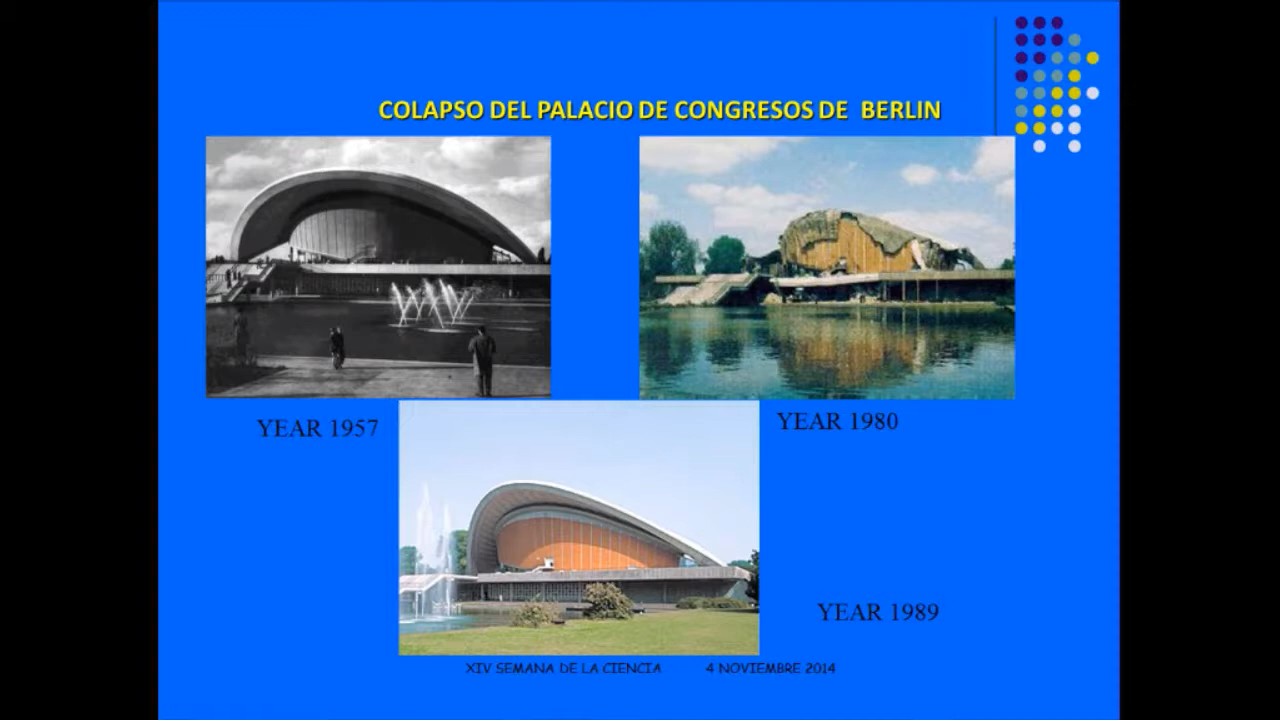 COLAPSO DEL PALACIO DE CONGRESOS DE BERLIN
YEAR 1957
YEAR 1980
YEAR 1989
XIV SEMANA DE LA CIENCIA 4 NOVIEMBRE 2014